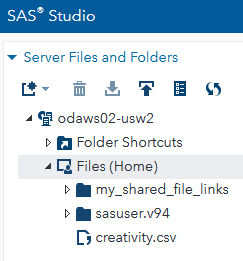 SAS® Studio
Server Files and Folders
odaws02-usw2
Folder Shortcuts
Files (Home)
my_shared_file_links
sasuser.v94
creativity.csv